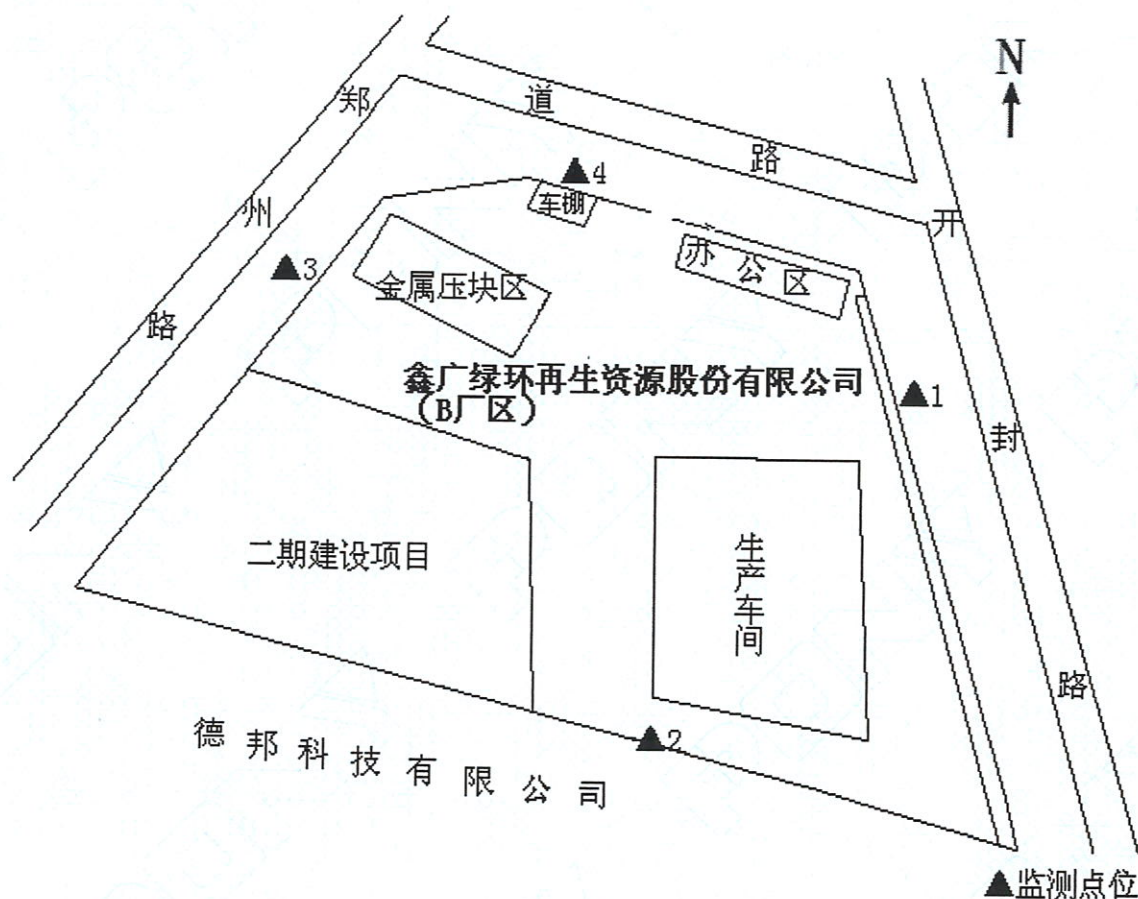 N
郑州路
道路
开封路
▲4
车棚
办公区
▲3
金属压块区
鑫广绿环再生资源股份有限公司
（B厂区）
▲1
二期建设项目
生产车间
▲2
德邦科技有限公司
▲监测点位